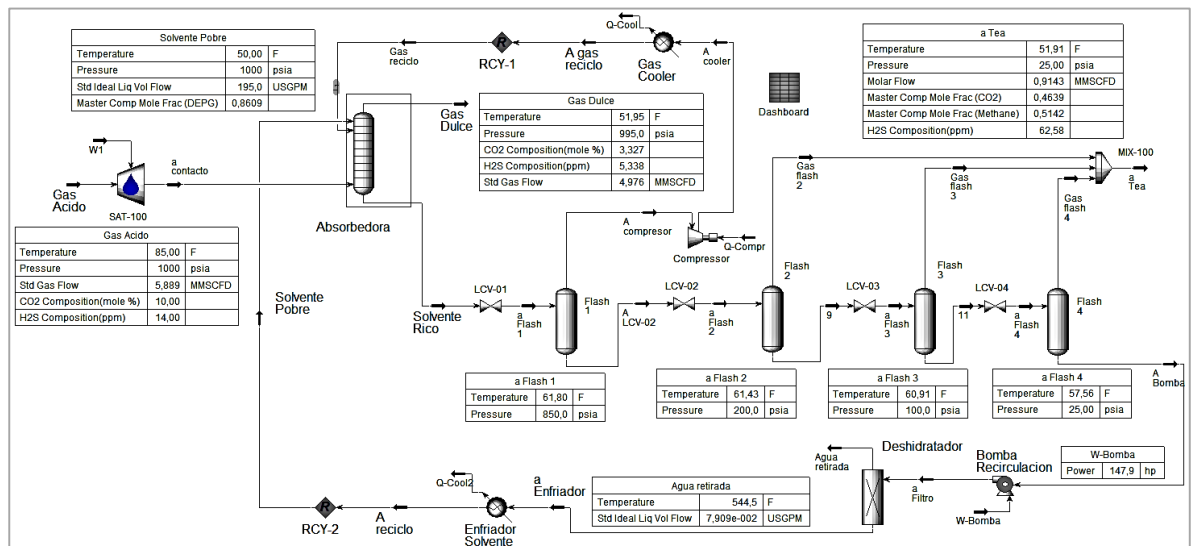 Solvente Pobre
Temperature 50,00 F
Pressure 1000 psia
Std Ideal Liq Vol Flow 195,0 USGPM
Master Comp Mole Frac (DEPG) 0,8609
Q-Cool
Gas
reciclo
R
RCY-1
A gas
reciclo
Gas
Cooler
A
cooler
a Tea
Temperature 51,91 F
Pressure 25,00 psia
Molar Flow 0,9143 MMSCFD
Master Comp Mole Frac (CO2) 0,4639
Master Comp Mole Frac (Methane) 0,5142
H2S Composition(ppm) 62,58
Dashboard
Gas
Dulce
Gas Dulce
Temperature 51,95 F
Pressure 995,0 psia
CO2 Composition(mole %) 3,327
H2S Composition(ppm) 5,338
Std Gas Flow 4,976 MMSCFD
W1
a
contacto
Gas
Acido
SAT-100
Absorbedora
Gas flash
2
Gas
flash
3
Gas
flash
4
MIX-100
a
Tea
A
compresor
Q-Compr
Compressor
Gas Acido
Temperature 85,00 F
Pressure 1000 psia
Std Gas Flow 5,889 MMSCFD
CO2 Composition(mole %) 10,00
H2S Composition(ppm) 14,00
Solvente
Pobre
Solvente
Rico
LCV-01
a
Flash
1
Flash
1
A
LCV-02
LCV-02
a
Flash
2
Flash
2
9
LCV-03
a
Flash
3
Flash
3
11
LCV-04
a
Flash
4
Flash
4
A
Bomba
a Flash 1
Temperature 61,80 F
Pressure 850,0 psia
a Flash 2
Temperature 61,43 F
Pressure 200,0 psia
a Flash 3
Temperature 60,91 F
Pressure 100,0 psia
a Flash 4
Temperature 57,56 F
Pressure 25,00 psia
R
RCY-2
A
reciclo
Q-Cool2
Enfriador
Solvente
a
Enfriador
Agua retirada
Temperature 544,5 F
Std Ideal Liq Vol Flow 7,909e-002 USGPM
Agua
retirada
Deshidratador
a
Filtro
Bomba
Recirculacion
W-Bomba
W-Bomba
Power 147,9 hp